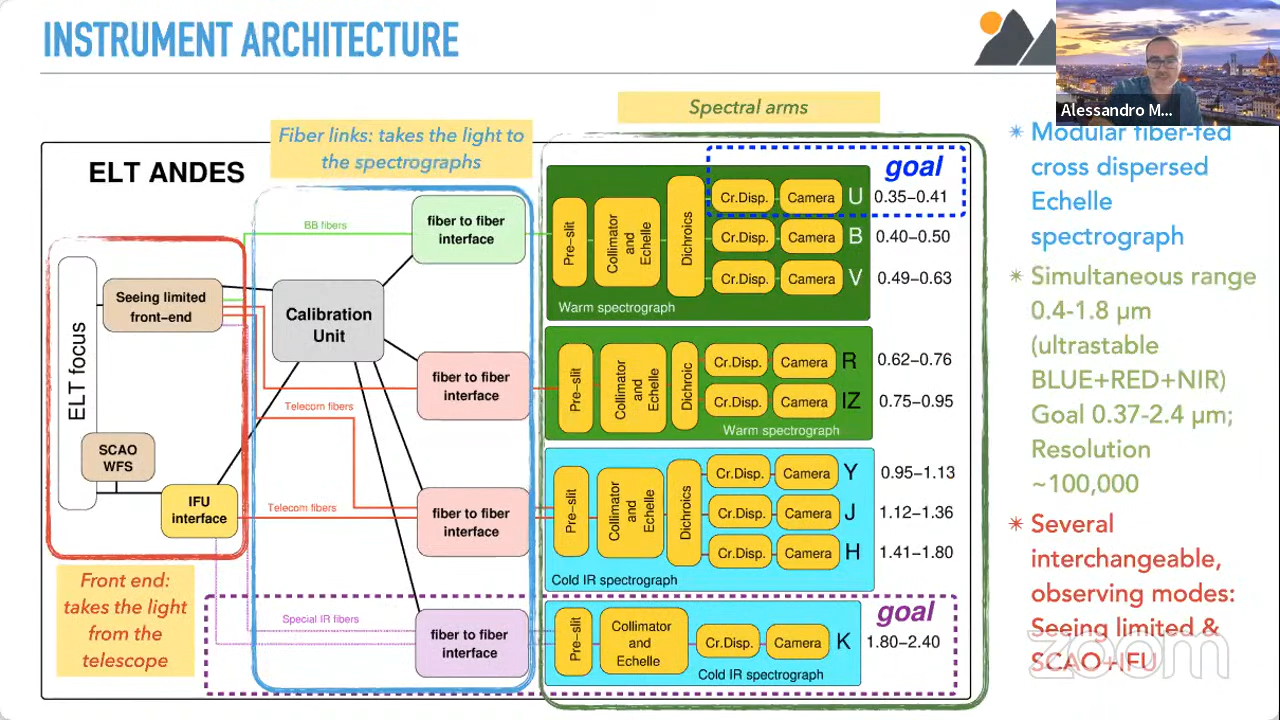 INSTRUMENT ARCHITECTURE
Alessandro M...
Spectral arms
Fiber links: takes the light to
the spectrographs
ELT ANDES
BB fibers
fiber to fiber
interface
Seeing limited
front-end
Calibration
Unit
ELT focus
fiber to fiber
interface
Telecom fibers
SCAO
WFS
IFU
interface
Telecom fibers
fiber to fiber
interface
Front end:
takes the light
from the
telescope
Special IR fibers
fiber to fiber
interface
goal
Pre-slit
Collimator
and
Echelle
Dichroics
Cr.Disp.
Camera
U
0.35-0.41
Cr.Disp.
Camera
B
0.40-0.50
Cr.Disp.
Camera
V
0.49-0.63
Warm spectrograph
Pre-slit
Collimator
and
Echelle
Dichroic
Cr.Disp.
Camera
R
0.62-0.76
Cr.Disp.
Camera
IZ
0.75-0.95
Warm spectrograph
Pre-slit
Collimator
and
Echelle
Dichroics
Cr.Disp.
Camera
Y
0.95-1.13
Cr.Disp.
Camera
J
1.12-1.36
Cr.Disp.
Camera
H
1.41-1.80
Cold IR spectrograph
goal
Pre-slit
Collimator
and
Echelle
Cr.Disp.
Camera
K
1.80-2.40
Cold IR spectrograph
* Modular fiber-fed
cross dispersed
Echelle
spectrograph
* Simultaneous range
0.4-1.8 µm
(ultrastable
BLUE+RED+NIR)
Goal 0.37-2.4 µm;
Resolution
~100,000
* Several
interchangeable,
observing modes:
Seeing limited &
SCAO+IFU
zoom